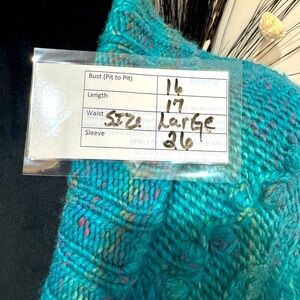 Bust (Pit to Pit) 16
Length 17
Waist SIZE Large
Sleeve 26